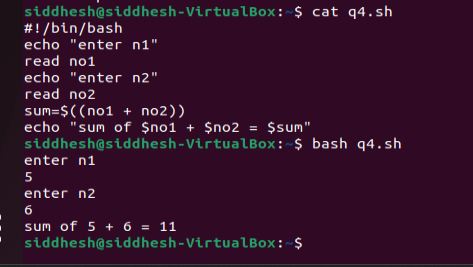 siddhesh@siddhesh-VirtualBox:~$ cat q4.sh
#!/bin/bash
echo "enter n1"
read no1
echo "enter n2"
read no2
sum=$((no1 + no2))
echo "sum of $no1 + $no2 = $sum"
siddhesh@siddhesh-VirtualBox:~$ bash q4.sh
enter n1
5
enter n2
6
sum of 5 + 6 = 11
siddhesh@siddhesh-VirtualBox:~$